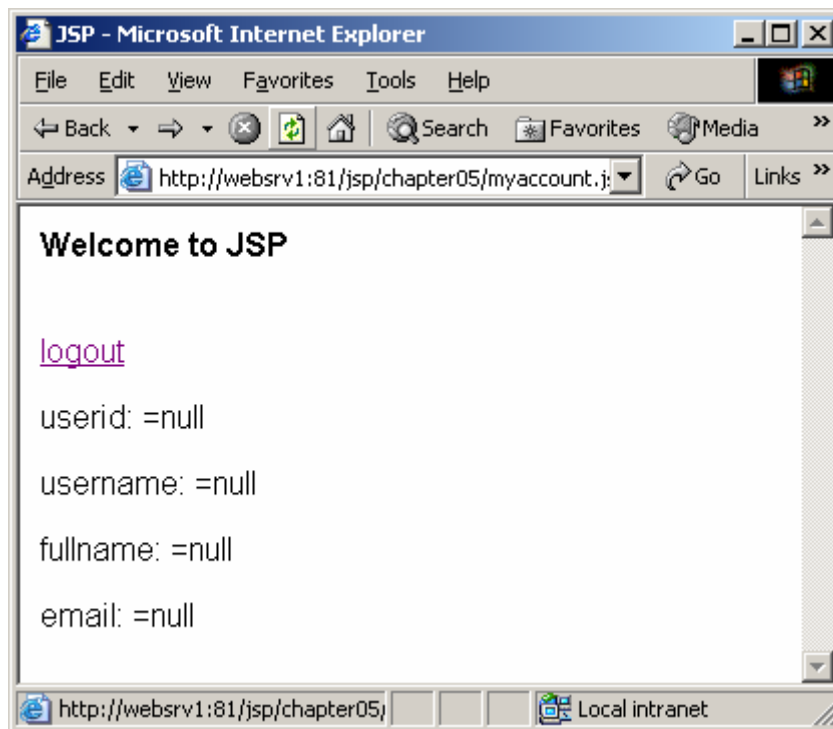 JSP - Microsoft Internet Explorer
File Edit View Favorites Tools Help
Back Search Favorites Media »
Address http://websrv1:81/jsp/chapter05/myaccount.j Go Links »
Welcome to JSP
logout
userid: =null
username: =null
fullname: =null
email: =null
http://websrv1:81/jsp/chapter05/ Local intranet